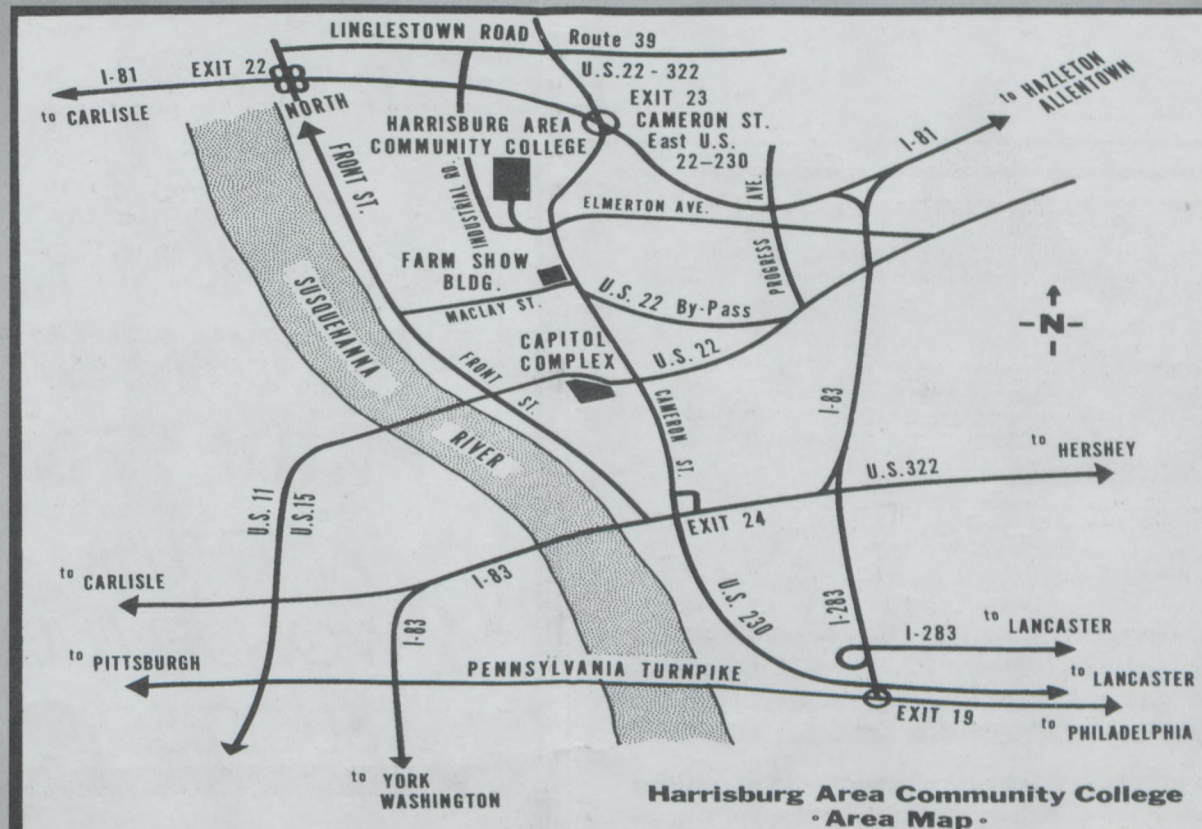 LINGLESTOWN ROAD Route 39
I-81 EXIT 22
to CARLISLE
NORTH
U.S.22 - 322
EXIT 23
CAMERON ST.
East U.S.
22-230
to HAZLETON
ALLENTOWN
I-81
HARRISBURG AREA
COMMUNITY COLLEGE
INDUSTRIAL RD.
FRONT ST.
ELMERTON AVE.
PROGRESS AVE.
FARM SHOW
BLDG.
MACLAY ST.
U.S. 22 By-Pass
SUSQUEHANNA
RIVER
CAPITOL
COMPLEX
U.S. 22
FRONT ST.
CAMERON ST.
-N-
I-83
to HERSHEY
U.S.322
EXIT 24
U.S. 11
U.S.15
to CARLISLE
I-83
I-83
U.S. 230
I-283
I-283
to LANCASTER
to PITTSBURGH
PENNSYLVANIA TURNPIKE
to LANCASTER
EXIT 19
to PHILADELPHIA
to YORK
WASHINGTON
Harrisburg Area Community College
• Area Map •